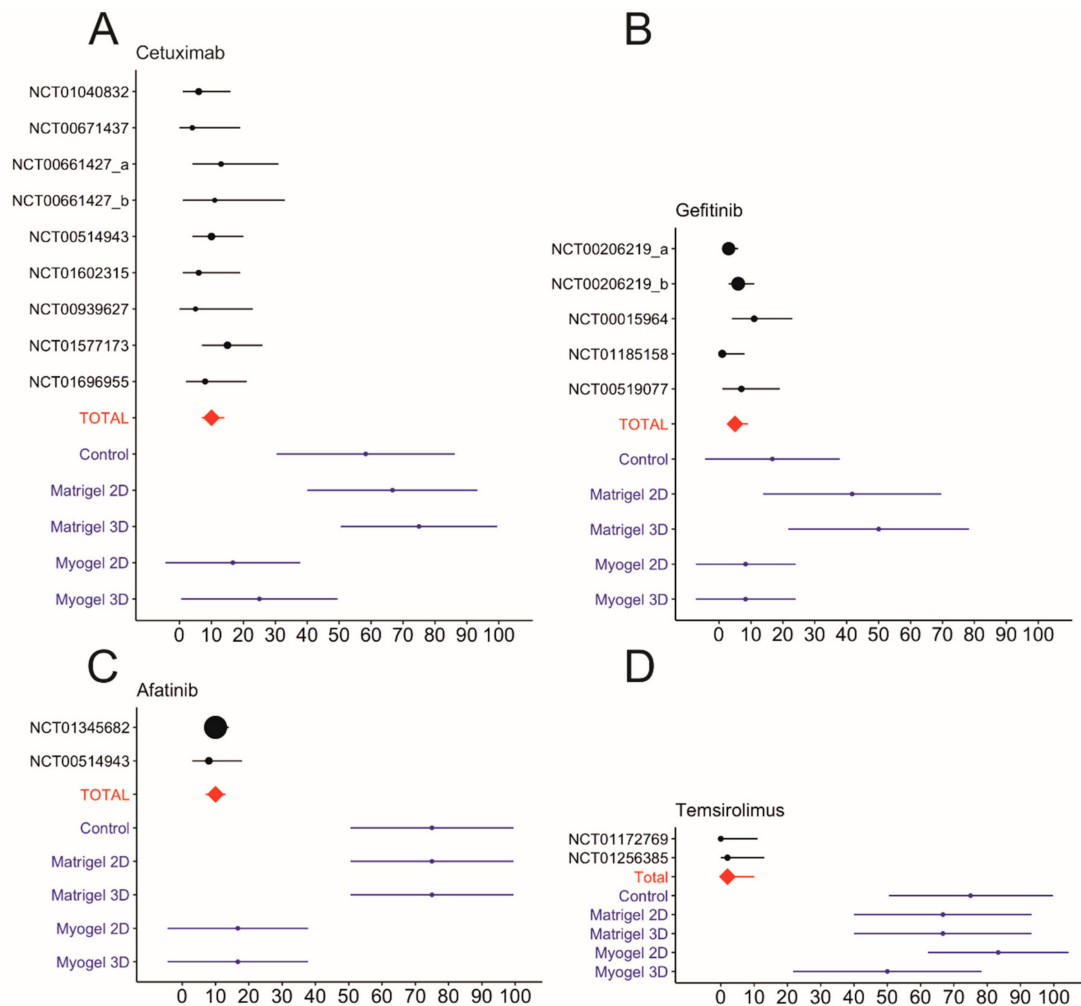 A
Cetuximab
NCT01040832
NCT00671437
NCT00661427_a
NCT00661427_b
NCT00514943
NCT01602315
NCT00939627
NCT01577173
NCT01696955
TOTAL
Control
Matrigel 2D
Matrigel 3D
Myogel 2D
Myogel 3D
0 10 20 30 40 50 60 70 80 90 100
B
Gefitinib
NCT00206219_a
NCT00206219_b
NCT00015964
NCT01185158
NCT00519077
TOTAL
Control
Matrigel 2D
Matrigel 3D
Myogel 2D
Myogel 3D
0 10 20 30 40 50 60 70 80 90 100
C
Afatinib
NCT01345682
NCT00514943
TOTAL
Control
Matrigel 2D
Matrigel 3D
Myogel 2D
Myogel 3D
0 10 20 30 40 50 60 70 80 90 100
D
Temsirolimus
NCT01172769
NCT01256385
Total
Control
Matrigel 2D
Matrigel 3D
Myogel 2D
Myogel 3D
0 10 20 30 40 50 60 70 80 90 100